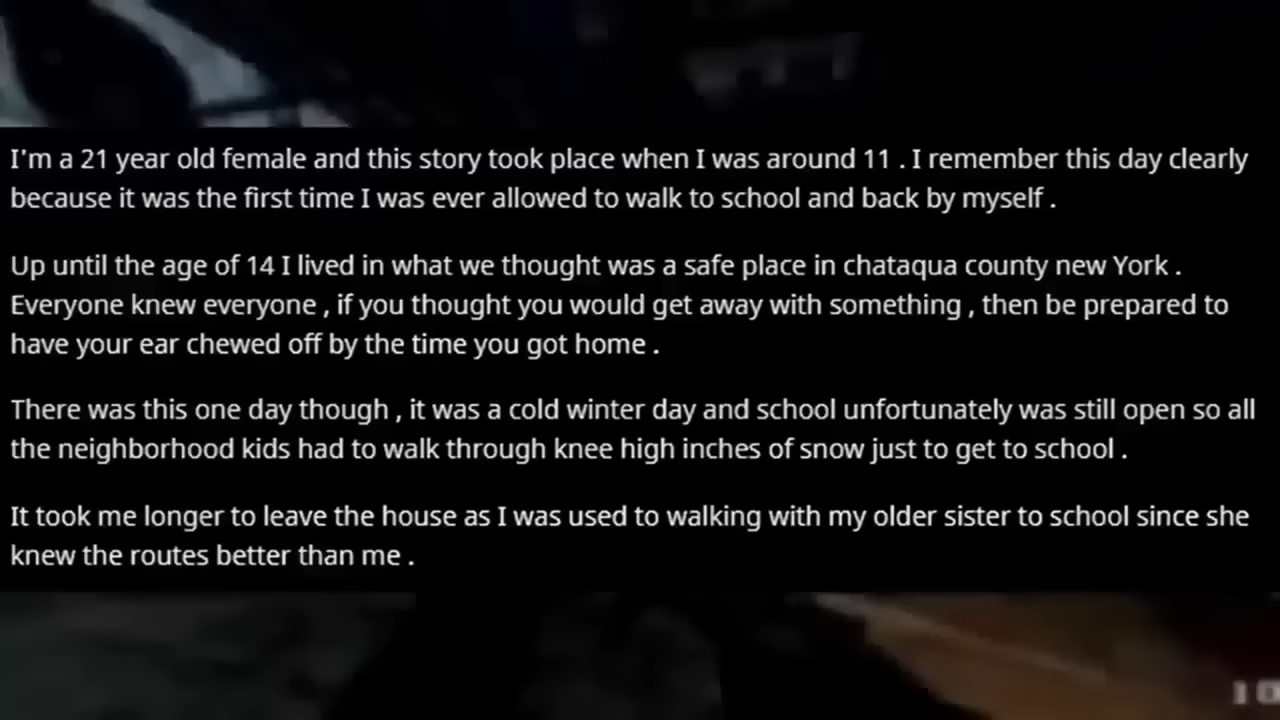 I'm a 21 year old female and this story took place when I was around 11 . I remember this day clearly
because it was the first time I was ever allowed to walk to school and back by myself .
Up until the age of 14 I lived in what we thought was a safe place in chataqua county new York .
Everyone knew everyone , if you thought you would get away with something , then be prepared to
have your ear chewed off by the time you got home .
There was this one day though , it was a cold winter day and school unfortunately was still open so all
the neighborhood kids had to walk through knee high inches of snow just to get to school .
It took me longer to leave the house as I was used to walking with my older sister to school since she
knew the routes better than me .